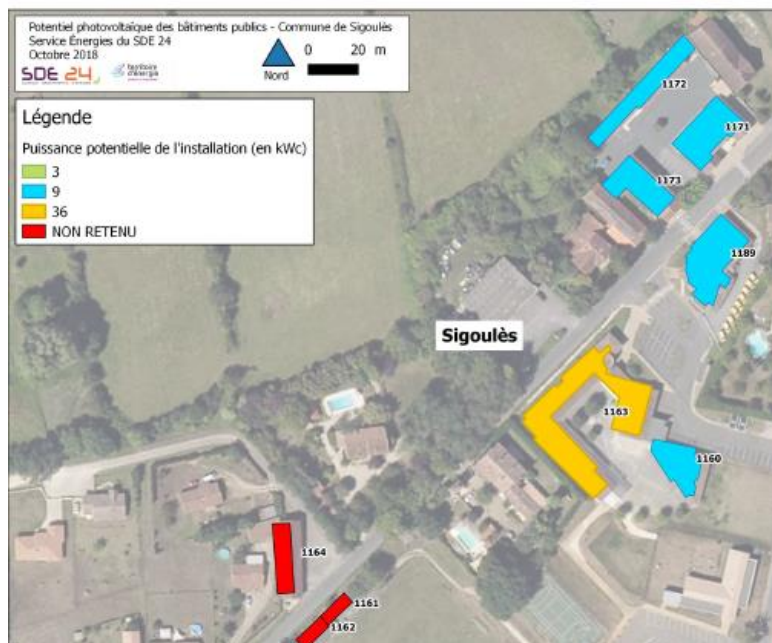 Potentiel photovoltaïque des bâtiments publics - Commune de Sigoulès
Service Énergies du SDE 24
Octobre 2018
SDE 24
territoire d'énergie
Nord
0 20 m
Légende
Puissance potentielle de l'installation (en kWc)
3
9
36
NON RETENU
1172
1171
1173
1189
Sigoulès
1163
1160
1164
1161
1162